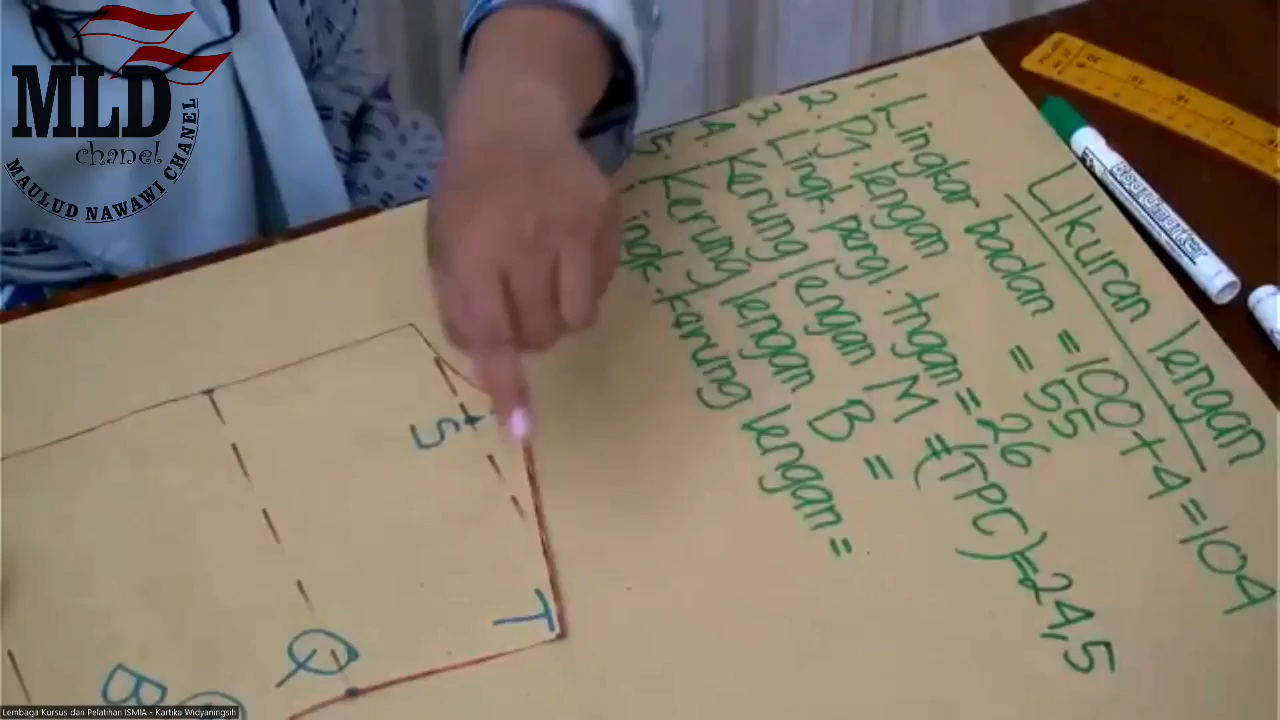 MLD
chanel
MAULUD NAWAWI CHANEL
Ukuran lengan
1. Lingkar badan = 100 + 4 = 104
2. Pj. lengan = 55
3. Lingk. pergl. tngan = 26
4. Kerung lengan M = (TPC) = 24,5
5. Kerung lengan B =
ingk. karung lengan =
boardmarker
S
T
Q
B
Lembaga Kursus dan Pelatihan ISMIA - Kartika Widyaningsih